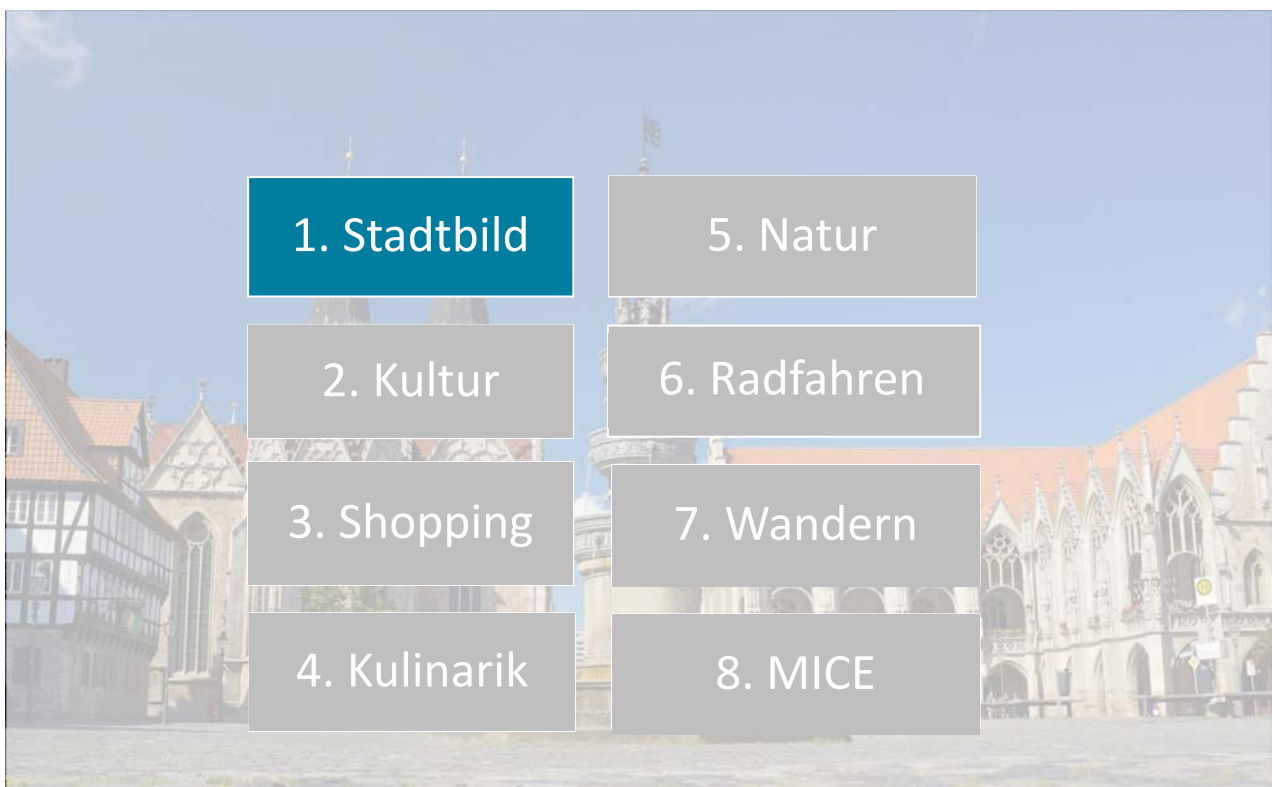 1. Stadtbild
2. Kultur
3. Shopping
4. Kulinarik
5. Natur
6. Radfahren
7. Wandern
8. MICE